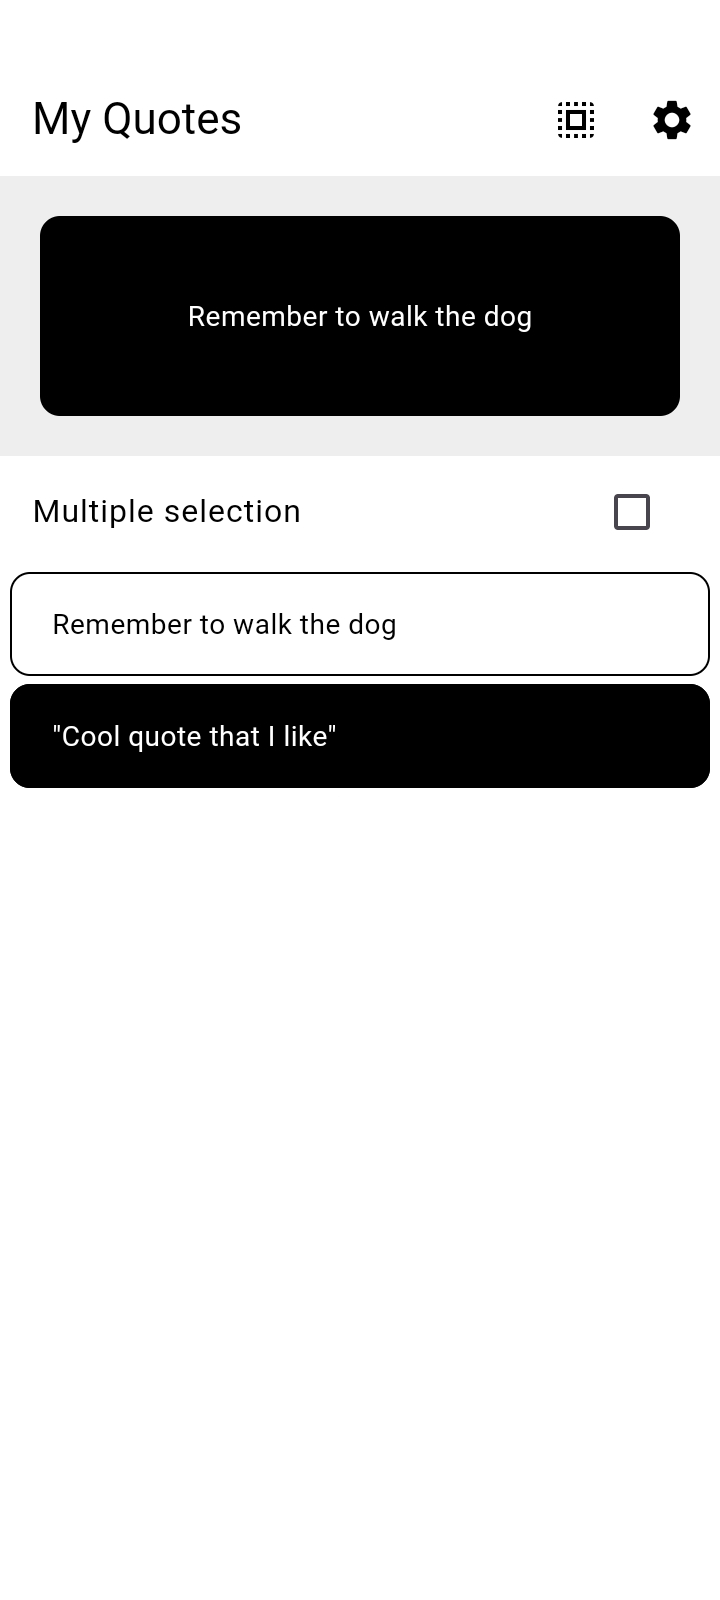 My Quotes
Remember to walk the dog
Multiple selection
Remember to walk the dog
"Cool quote that I like"